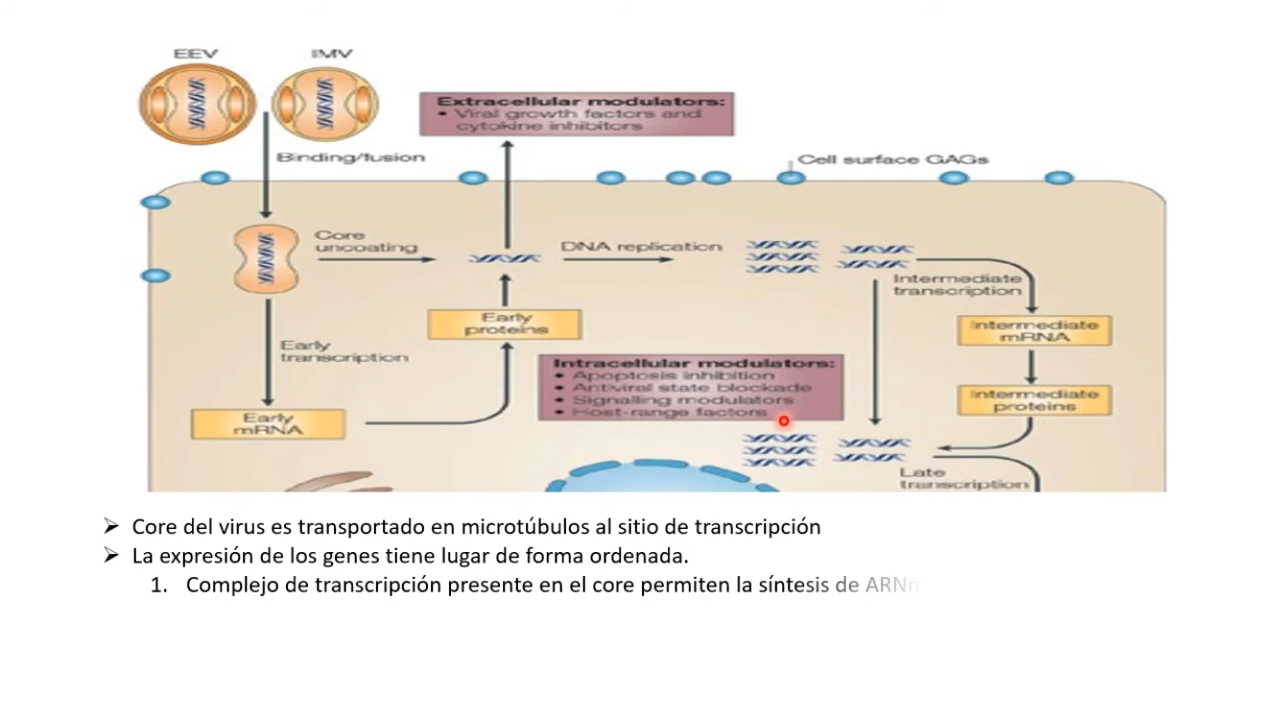 EEV
IMV
Extracellular modulators:
• Viral growth factors and
cytokine inhibitors
Binding/fusion
Cell surface GAGs
Core
uncoating
DNA replication
Intermediate
transcription
Early
proteins
Intermediate
mRNA
Early
transcription
Intracellular modulators:
• Apoptosis inhibition
• Antiviral state blockade
• Signalling modulators
• Host-range factors
Intermediate
proteins
Early
mRNA
Late
transcription
➢ Core del virus es transportado en microtúbulos al sitio de transcripción
➢ La expresión de los genes tiene lugar de forma ordenada.
1. Complejo de transcripción presente en el core permiten la síntesis de